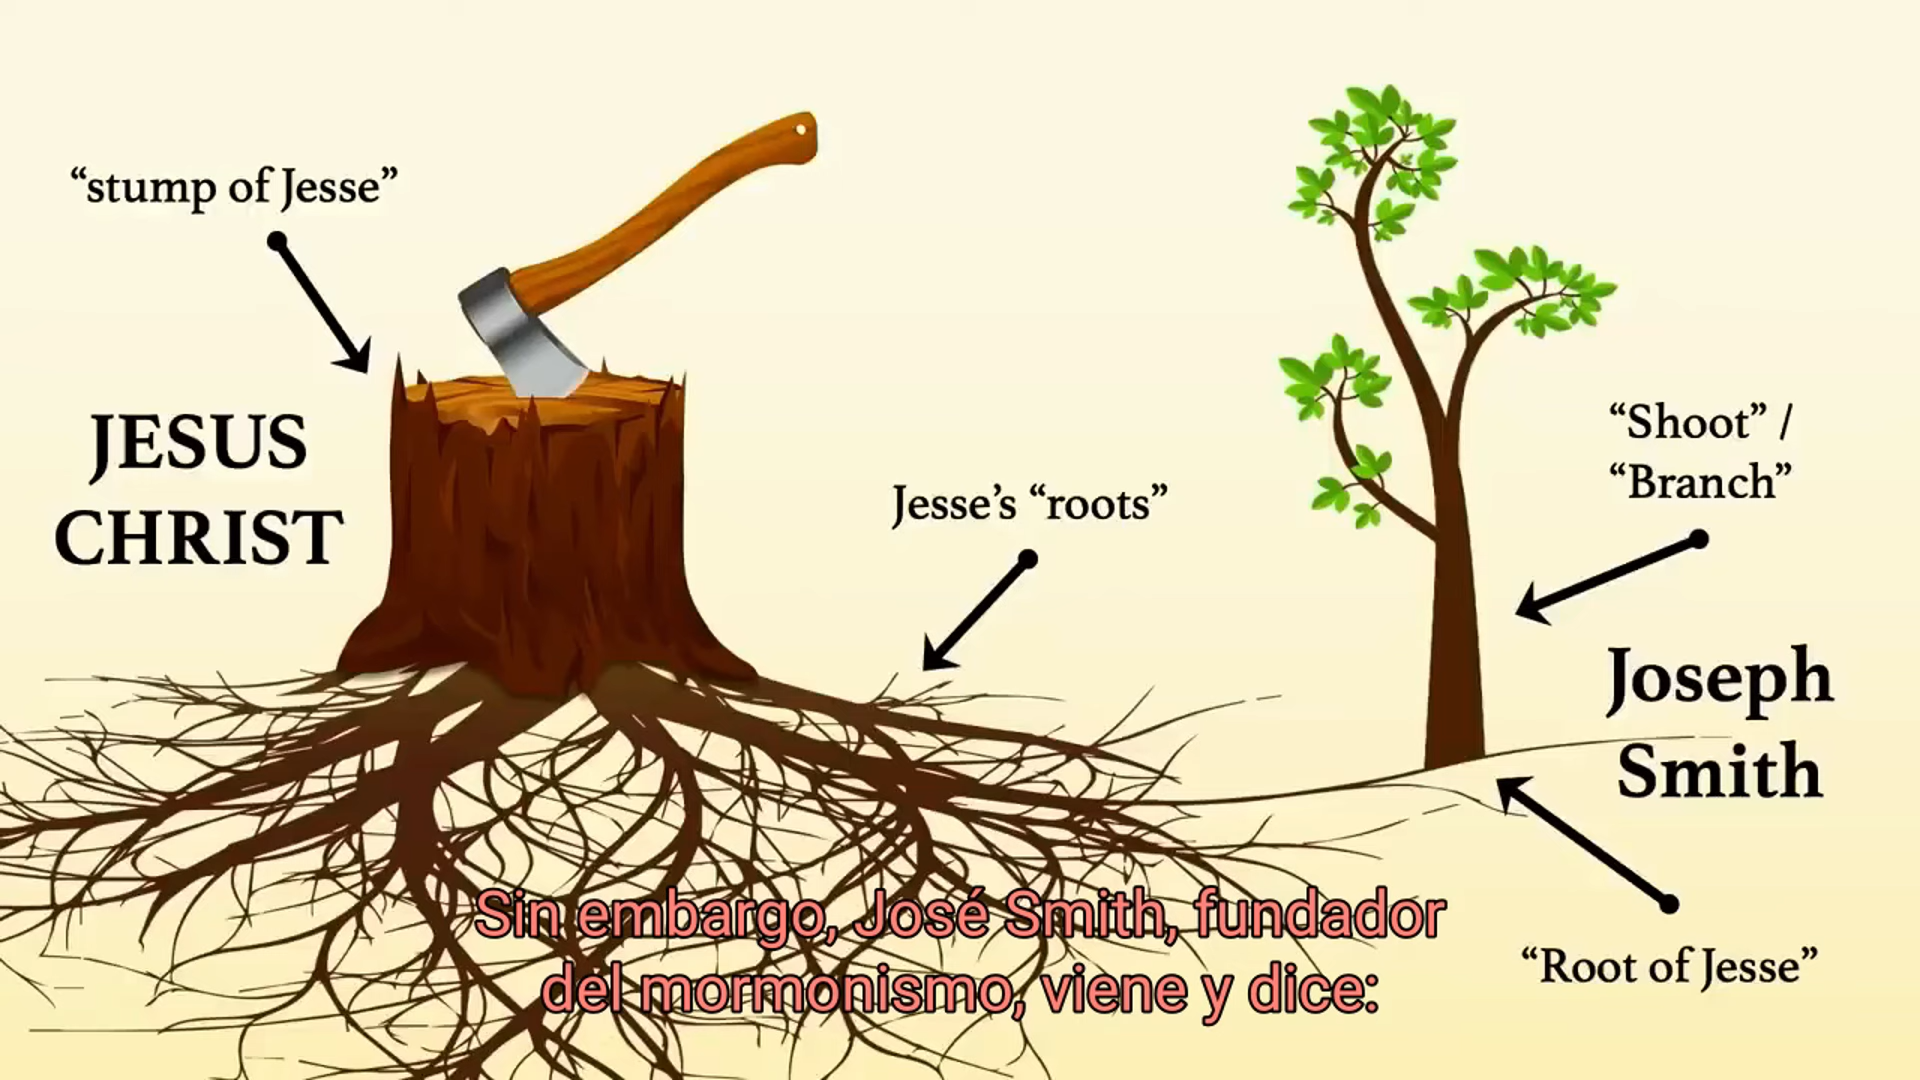 “stump of Jesse”
JESUS
CHRIST
Jesse’s “roots”
“Shoot” /
“Branch”
Joseph
Smith
“Root of Jesse”
Sin embargo, José Smith, fundador
del mormonismo, viene y dice: